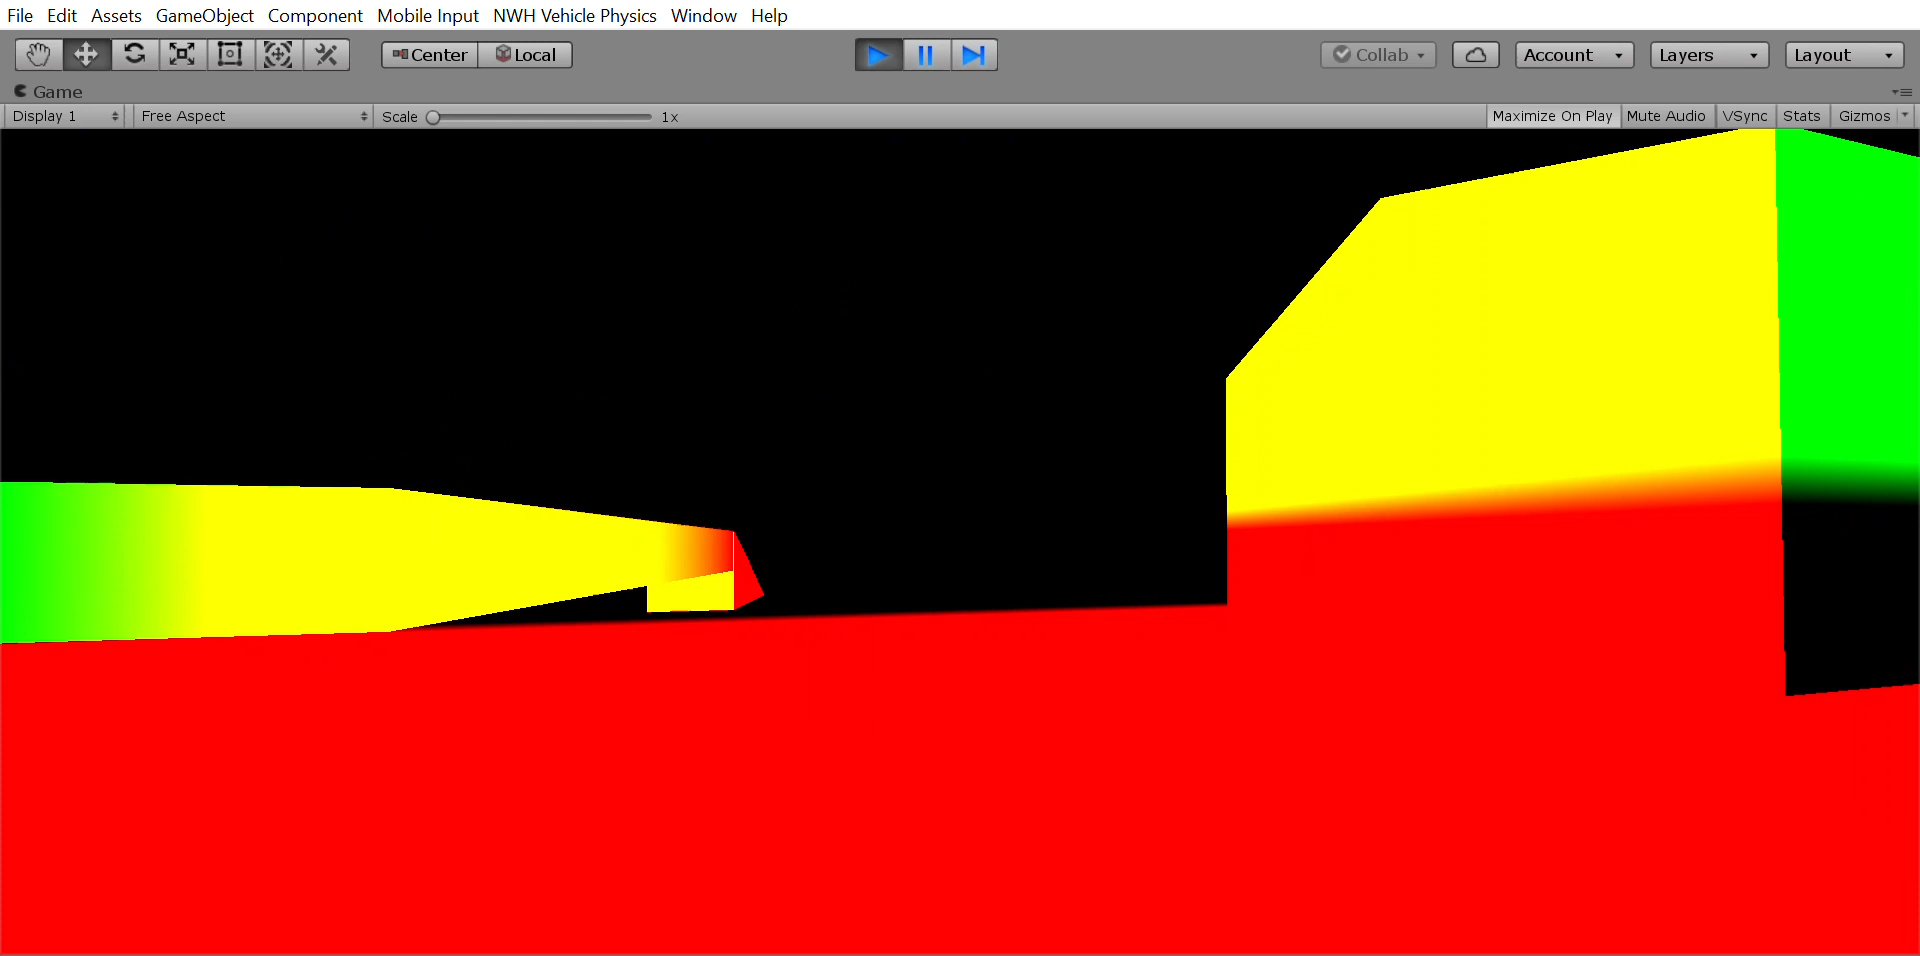 File Edit Assets GameObject Component Mobile Input NWH Vehicle Physics Window Help
Center Local Collab Account Layers Layout
Game
Display 1 Free Aspect Scale 1x Maximize On Play Mute Audio VSync Stats Gizmos